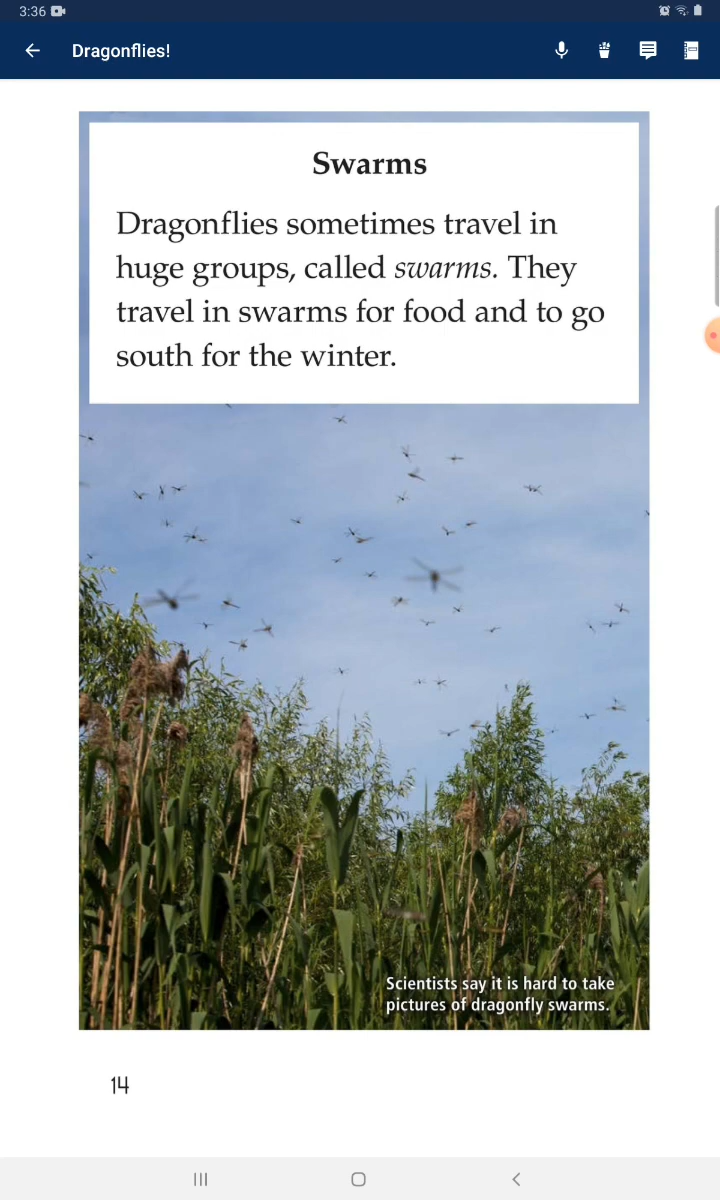 3:36
Dragonflies!
Swarms
Dragonflies sometimes travel in
huge groups, called swarms. They
travel in swarms for food and to go
south for the winter.
Scientists say it is hard to take
pictures of dragonfly swarms.
14